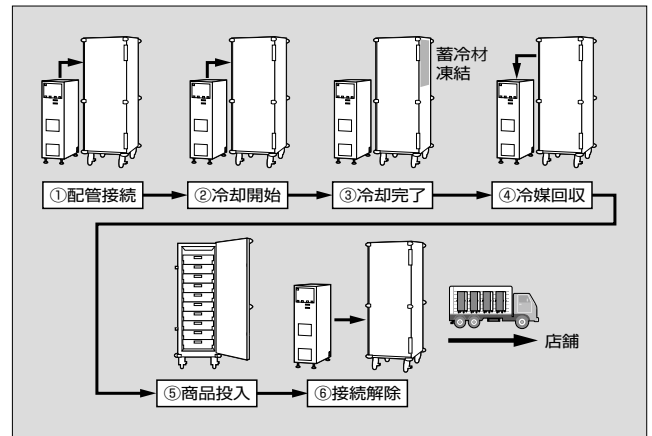 蓄冷材
凍結
①配管接続
②冷却開始
③冷却完了
④冷媒回収
店舗
⑤商品投入
⑥接続解除